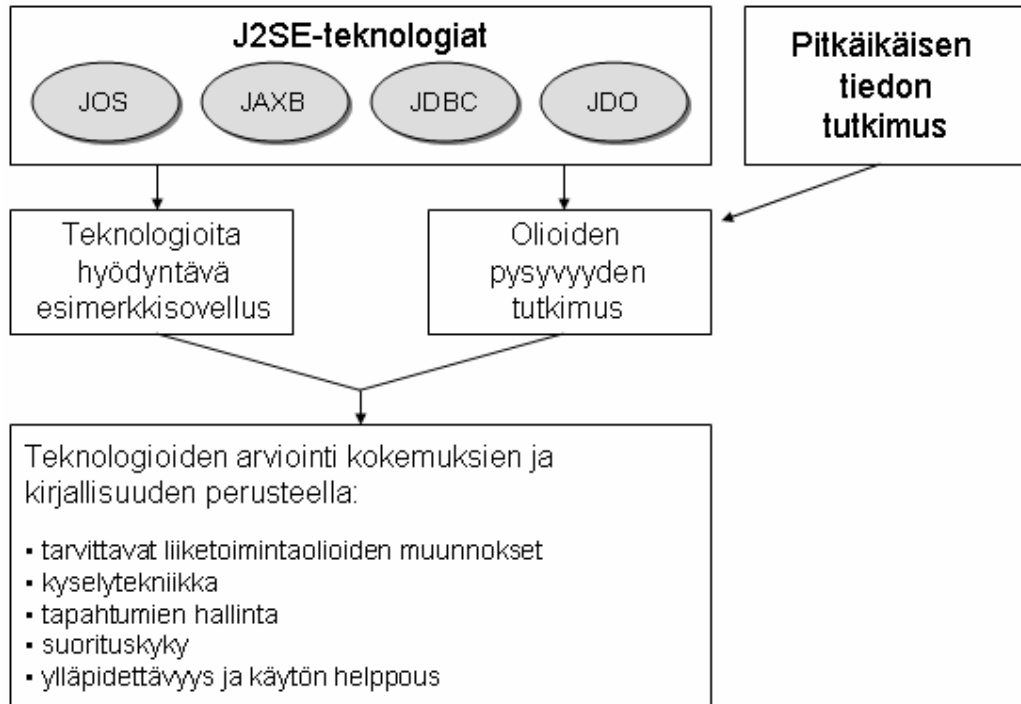 J2SE-teknologiat
JOS
JAXB
JDBC
JDO
Pitkäikäisen
tiedon
tutkimus
Teknologioita
hyödyntävä
esimerkkisovellus
Olioiden
pysyvyyden
tutkimus
Teknologioiden arviointi kokemuksien ja
kirjallisuuden perusteella:
▪ tarvittavat liiketoimintaolioiden muunnokset
▪ kyselytekniikka
▪ tapahtumien hallinta
▪ suorituskyky
▪ ylläpidettävyys ja käytön helppous